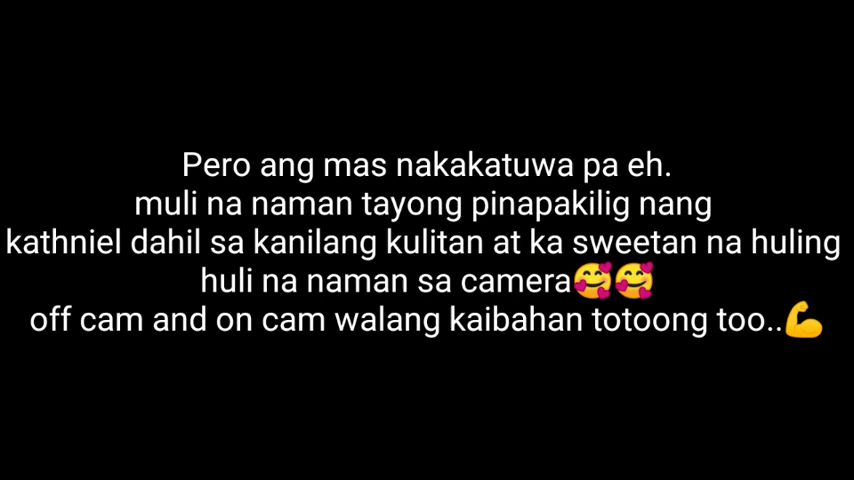 Pero ang mas nakakatuwa pa eh.
muli na naman tayong pinapakilig nang
kathniel dahil sa kanilang kulitan at ka sweetan na huling
huli na naman sa camera🥰🥰
off cam and on cam walang kaibahan totoong too..💪